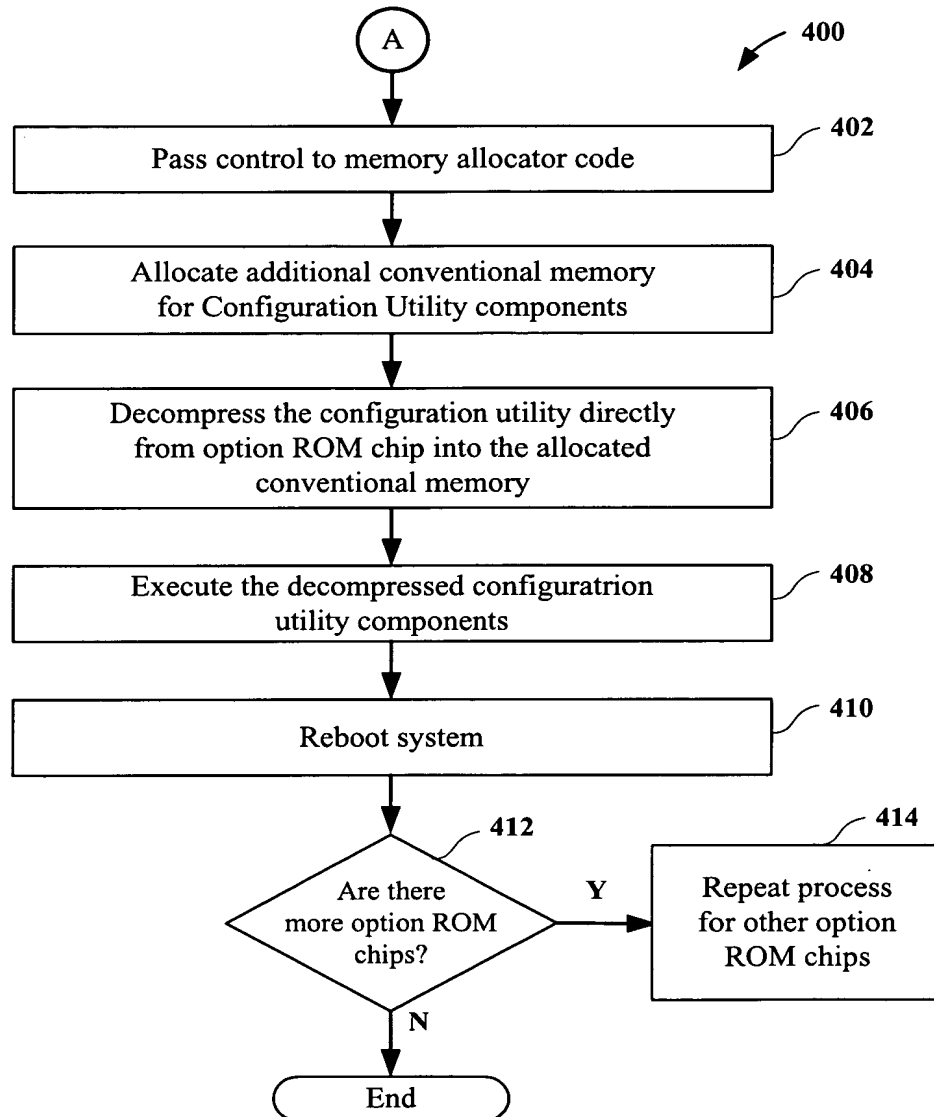 A
400
Pass control to memory allocator code
402
Allocate additional conventional memory
for Configuration Utility components
404
Decompress the configuration utility directly
from option ROM chip into the allocated
conventional memory
406
Execute the decompressed configuratrion
utility components
408
Reboot system
410
412
Are there
more option ROM
chips?
Y
414
Repeat process
for other option
ROM chips
N
End